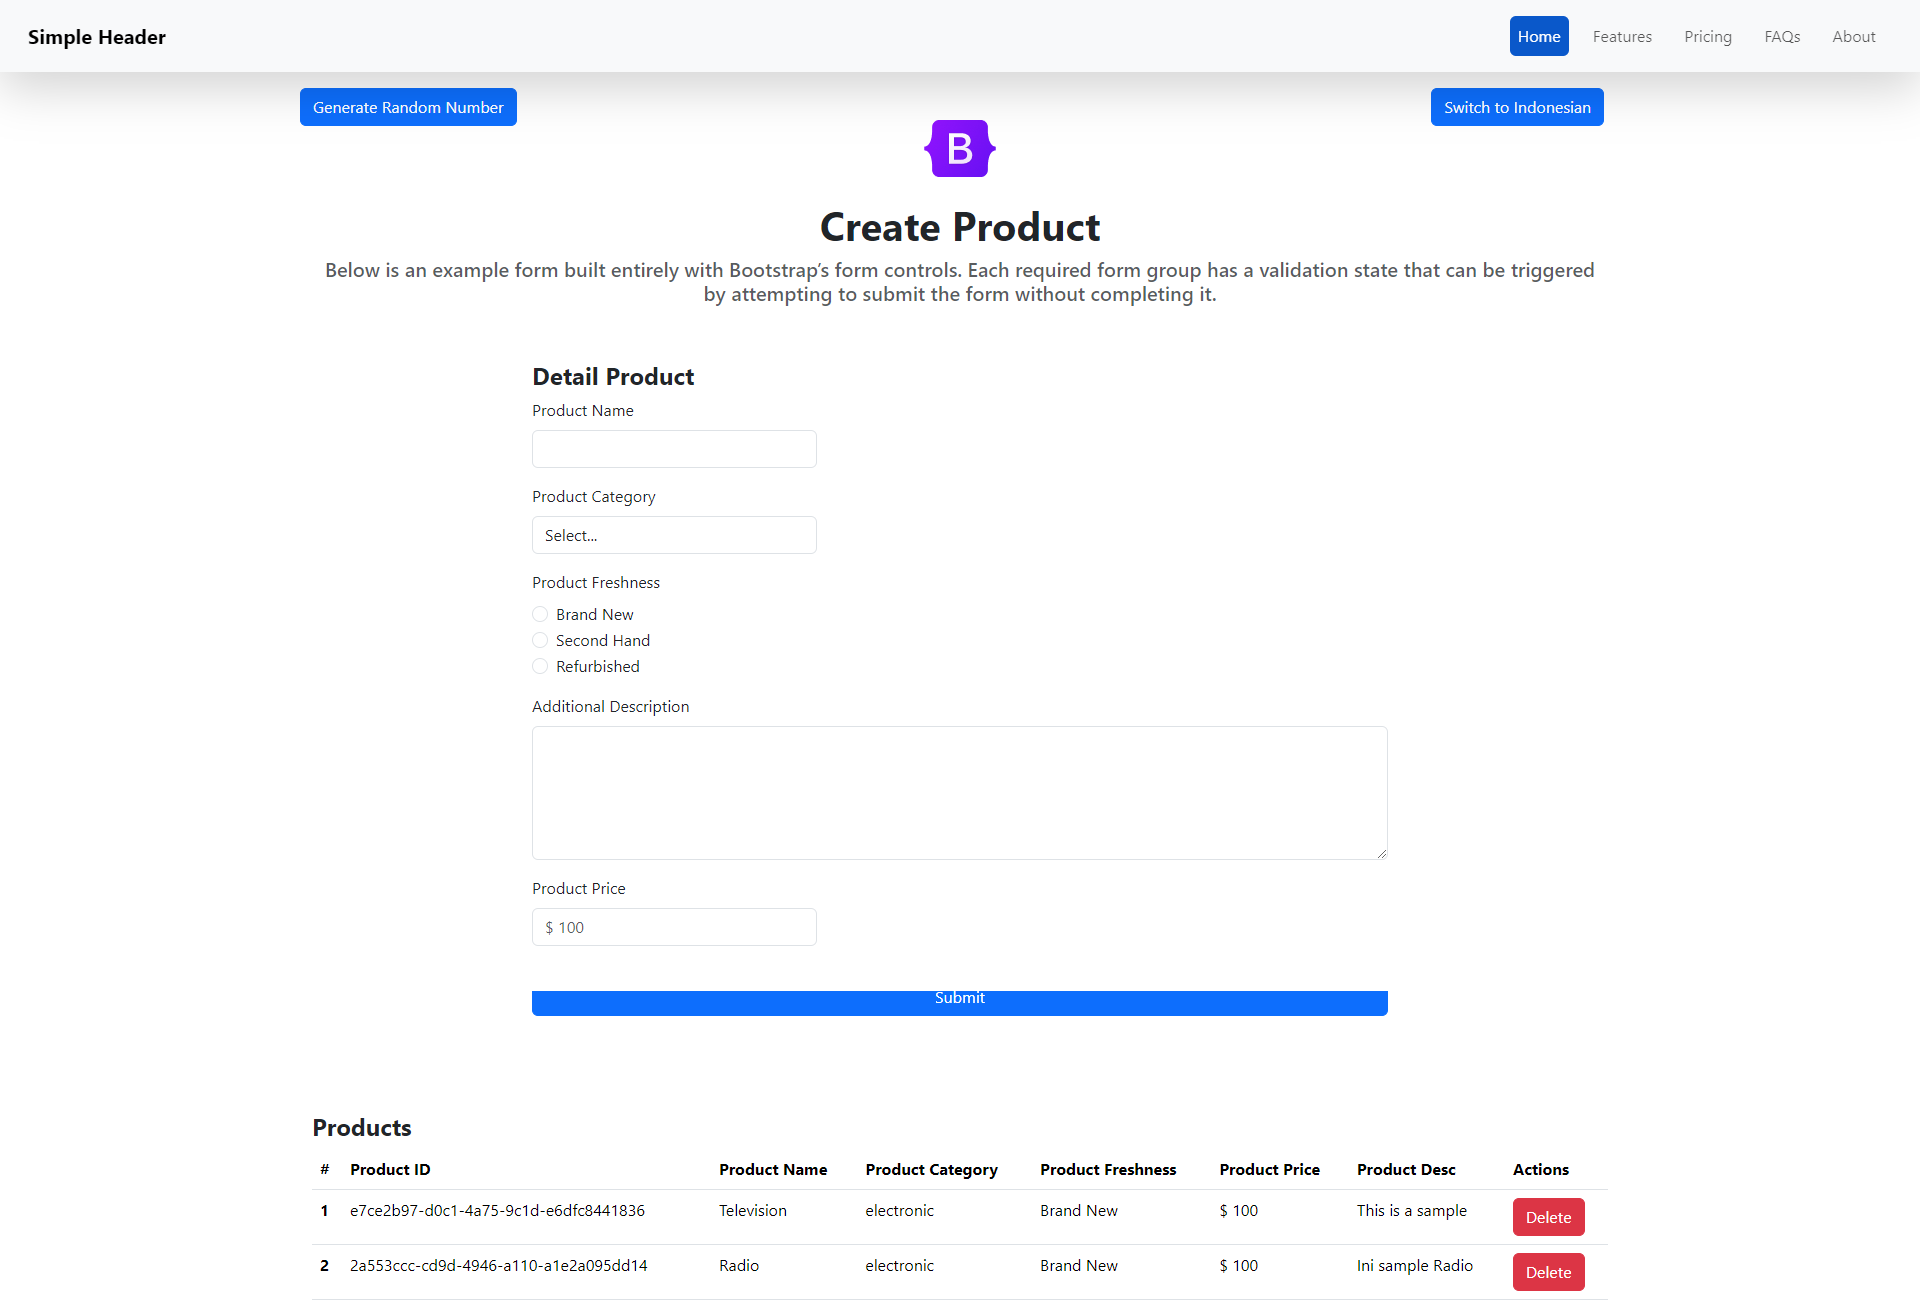 Simple Header
Home Features Pricing FAQs About
Generate Random Number
Switch to Indonesian
B
Create Product
Below is an example form built entirely with Bootstrap’s form controls. Each required form group has a validation state that can be triggered
by attempting to submit the form without completing it.
Detail Product
Product Name
Product Category
Select...
Product Freshness
Brand New
Second Hand
Refurbished
Additional Description
Product Price
$ 100
Submit
Products
# Product ID Product Name Product Category Product Freshness Product Price Product Desc Actions
1 e7ce2b97-d0c1-4a75-9c1d-e6dfc8441836 Television electronic Brand New $ 100 This is a sample Delete
2 2a553ccc-cd9d-4946-a110-a1e2a095dd14 Radio electronic Brand New $ 100 Ini sample Radio Delete